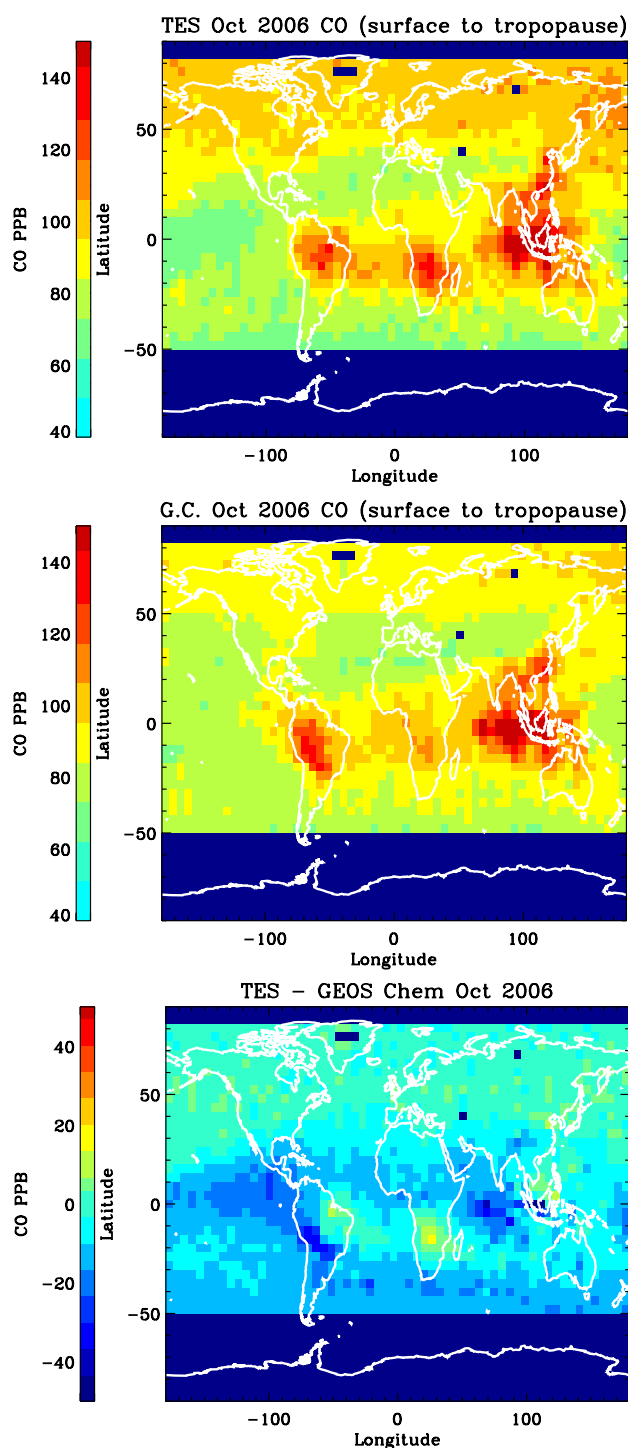 TES Oct 2006 CO (surface to tropopause)
140
120
100
80
60
40
CO PPB
Latitude
50
0
−50
−100
0
100
Longitude
G.C. Oct 2006 CO (surface to tropopause)
140
120
100
80
60
40
CO PPB
Latitude
50
0
−50
−100
0
100
Longitude
TES − GEOS Chem Oct 2006
40
20
0
−20
−40
CO PPB
Latitude
50
0
−50
−100
0
100
Longitude